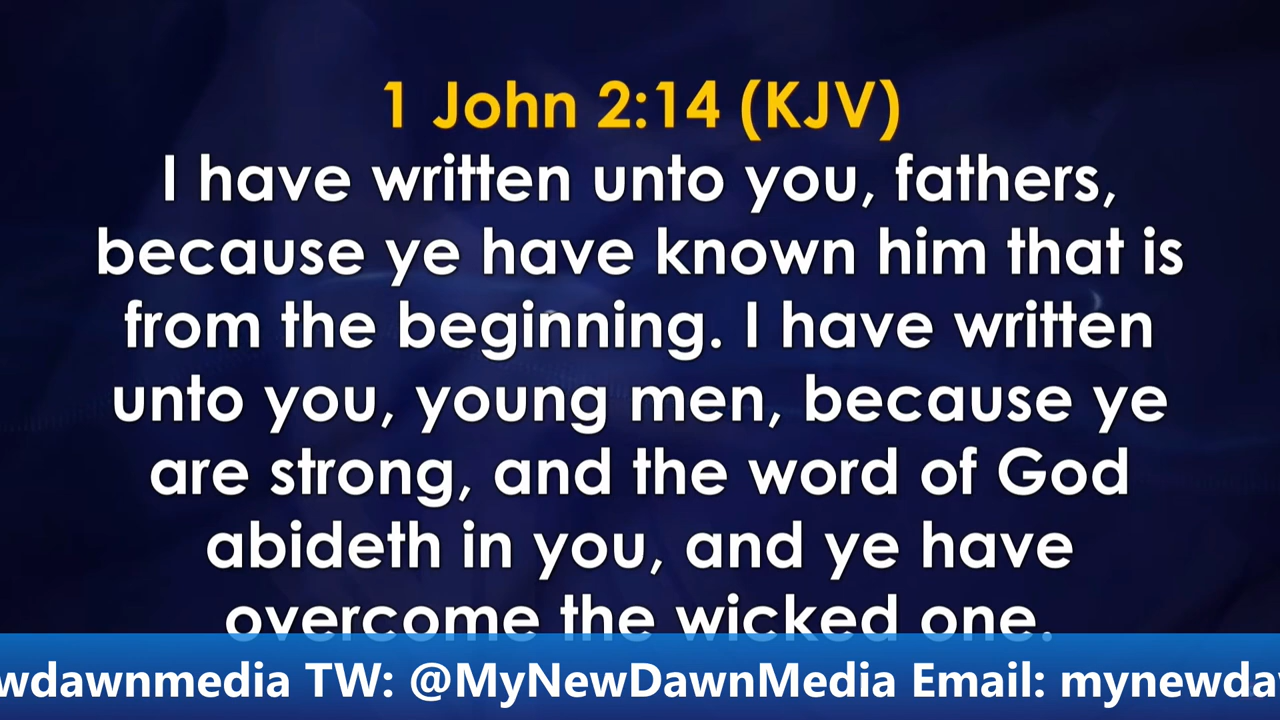 1 John 2:14 (KJV)
I have written unto you, fathers,
because ye have known him that is
from the beginning. I have written
unto you, young men, because ye
are strong, and the word of God
abideth in you, and ye have
overcome the wicked one.
wdawnmedia TW: @MyNewDawnMedia Email: mynewda